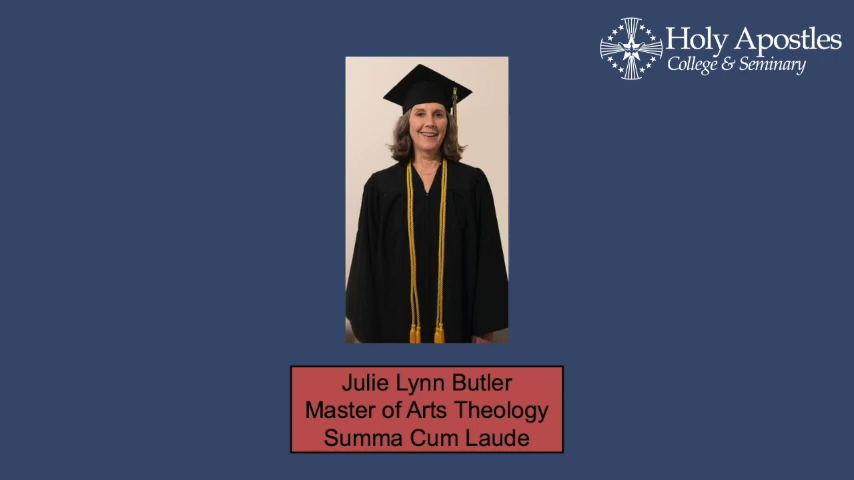 Holy Apostles
College & Seminary
Julie Lynn Butler
Master of Arts Theology
Summa Cum Laude